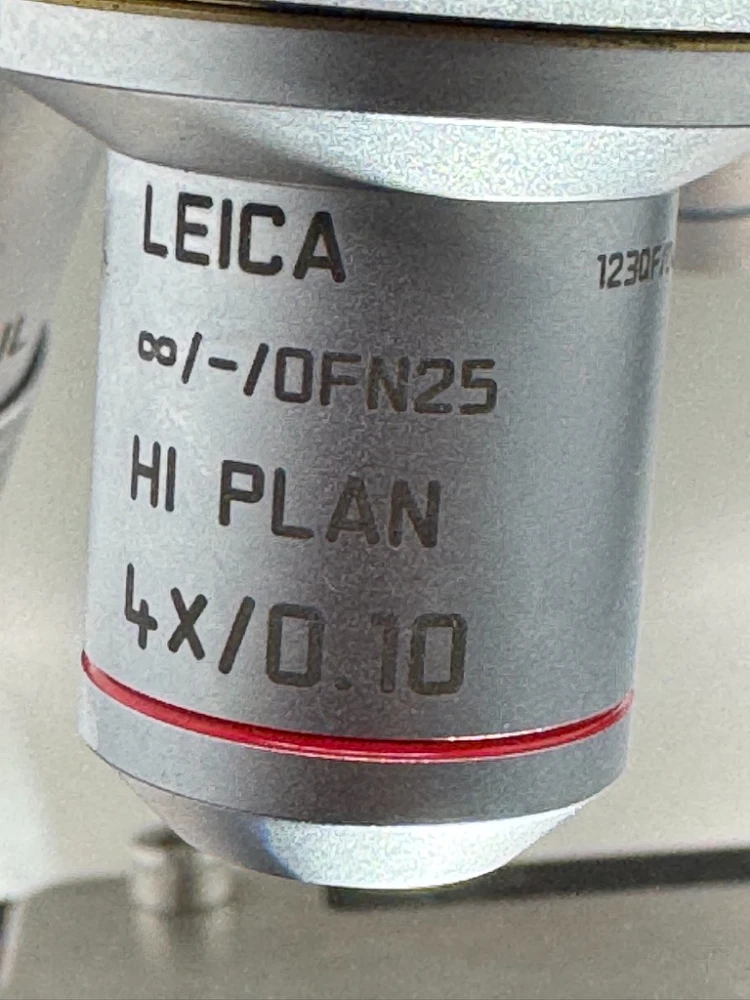 LEICA
∞/-/OFN25
HI PLAN
4X/0.10